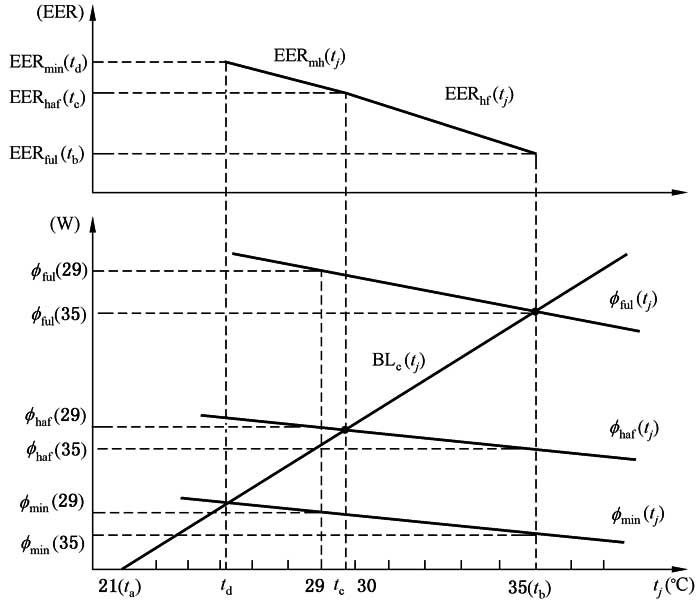 (EER)
EER_min(t_d)
EER_mh(t_j)
EER_haf(t_c)
EER_hf(t_j)
EER_ful(t_b)
(W)
ϕ_ful(29)
ϕ_ful(t_j)
ϕ_ful(35)
BL_c(t_j)
ϕ_haf(29)
ϕ_haf(t_j)
ϕ_haf(35)
ϕ_min(29)
ϕ_min(t_j)
ϕ_min(35)
21(t_a) t_d 29 t_c 30 35(t_b) t_j(℃)